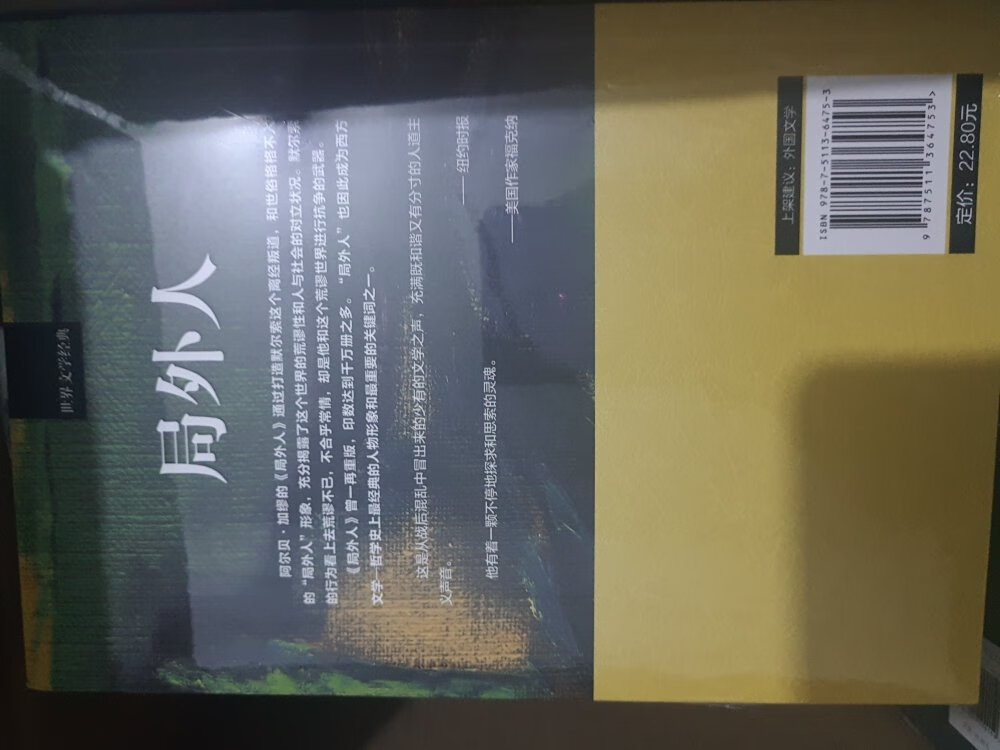 世界文学经典
局外人
阿尔贝·加缪的《局外人》通过打造默尔索这个离经叛道，和世俗格格不入
的“局外人”形象，充分揭露了这个世界的荒谬性和人与社会的对立状况。默尔索
的行为看上去荒谬不已，不合乎常情，却是他和这个荒谬世界进行抗争的武器。
《局外人》曾一再重版，印数达到千万册之多。“局外人”也因此成为西方
文学—哲学史上最经典的人物形象和最重要的关键词之一。
这是从战后混乱中冒出来的少有的文学之声，充满既和谐又有分寸的人道主
义声音。
——纽约时报
他有着一颗不停地探求和思索的灵魂。
——美国作家福克纳
上架建议：外国文学
ISBN 978-7-5113-6475-3
9 787511 364753 >
定价：22.80元